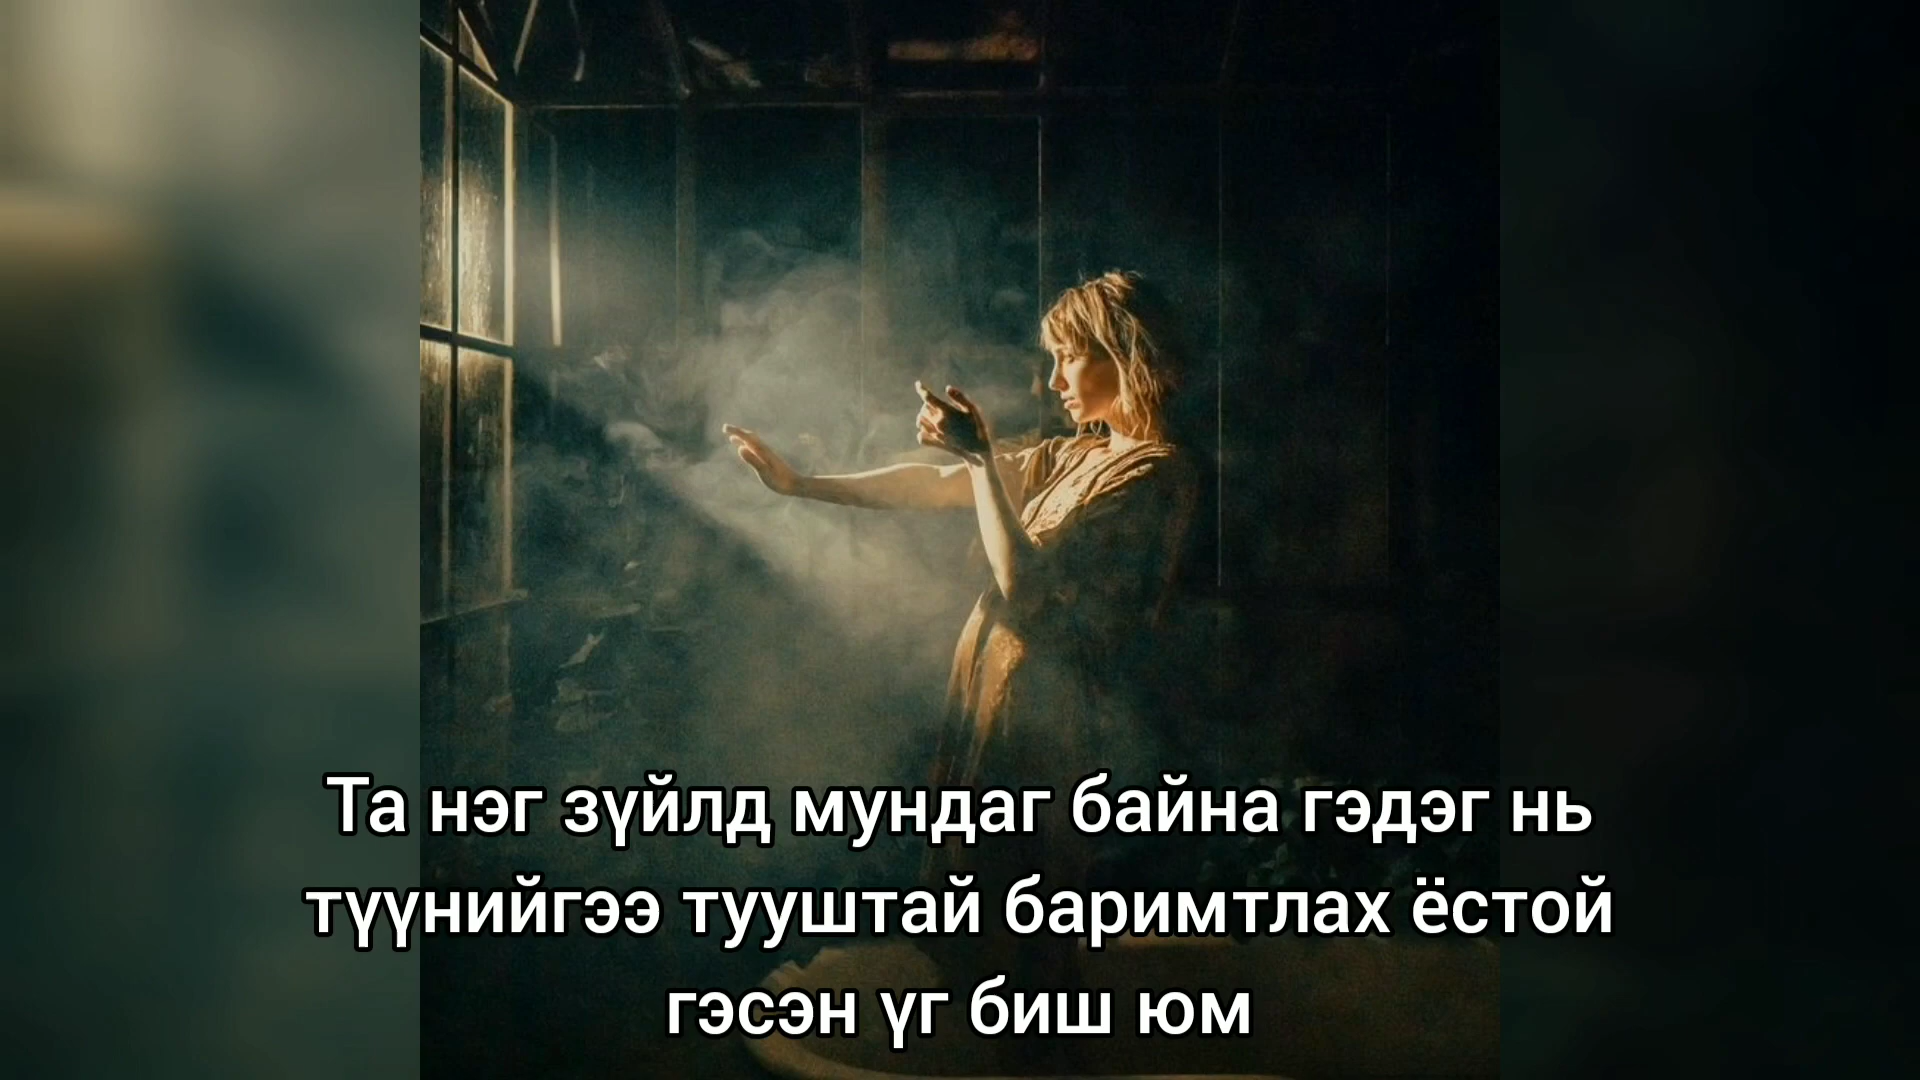 Та нэг зүйлд мундаг байна гэдэг нь
түүнийгээ тууштай баримтлах ёстой
гэсэн үг биш юм